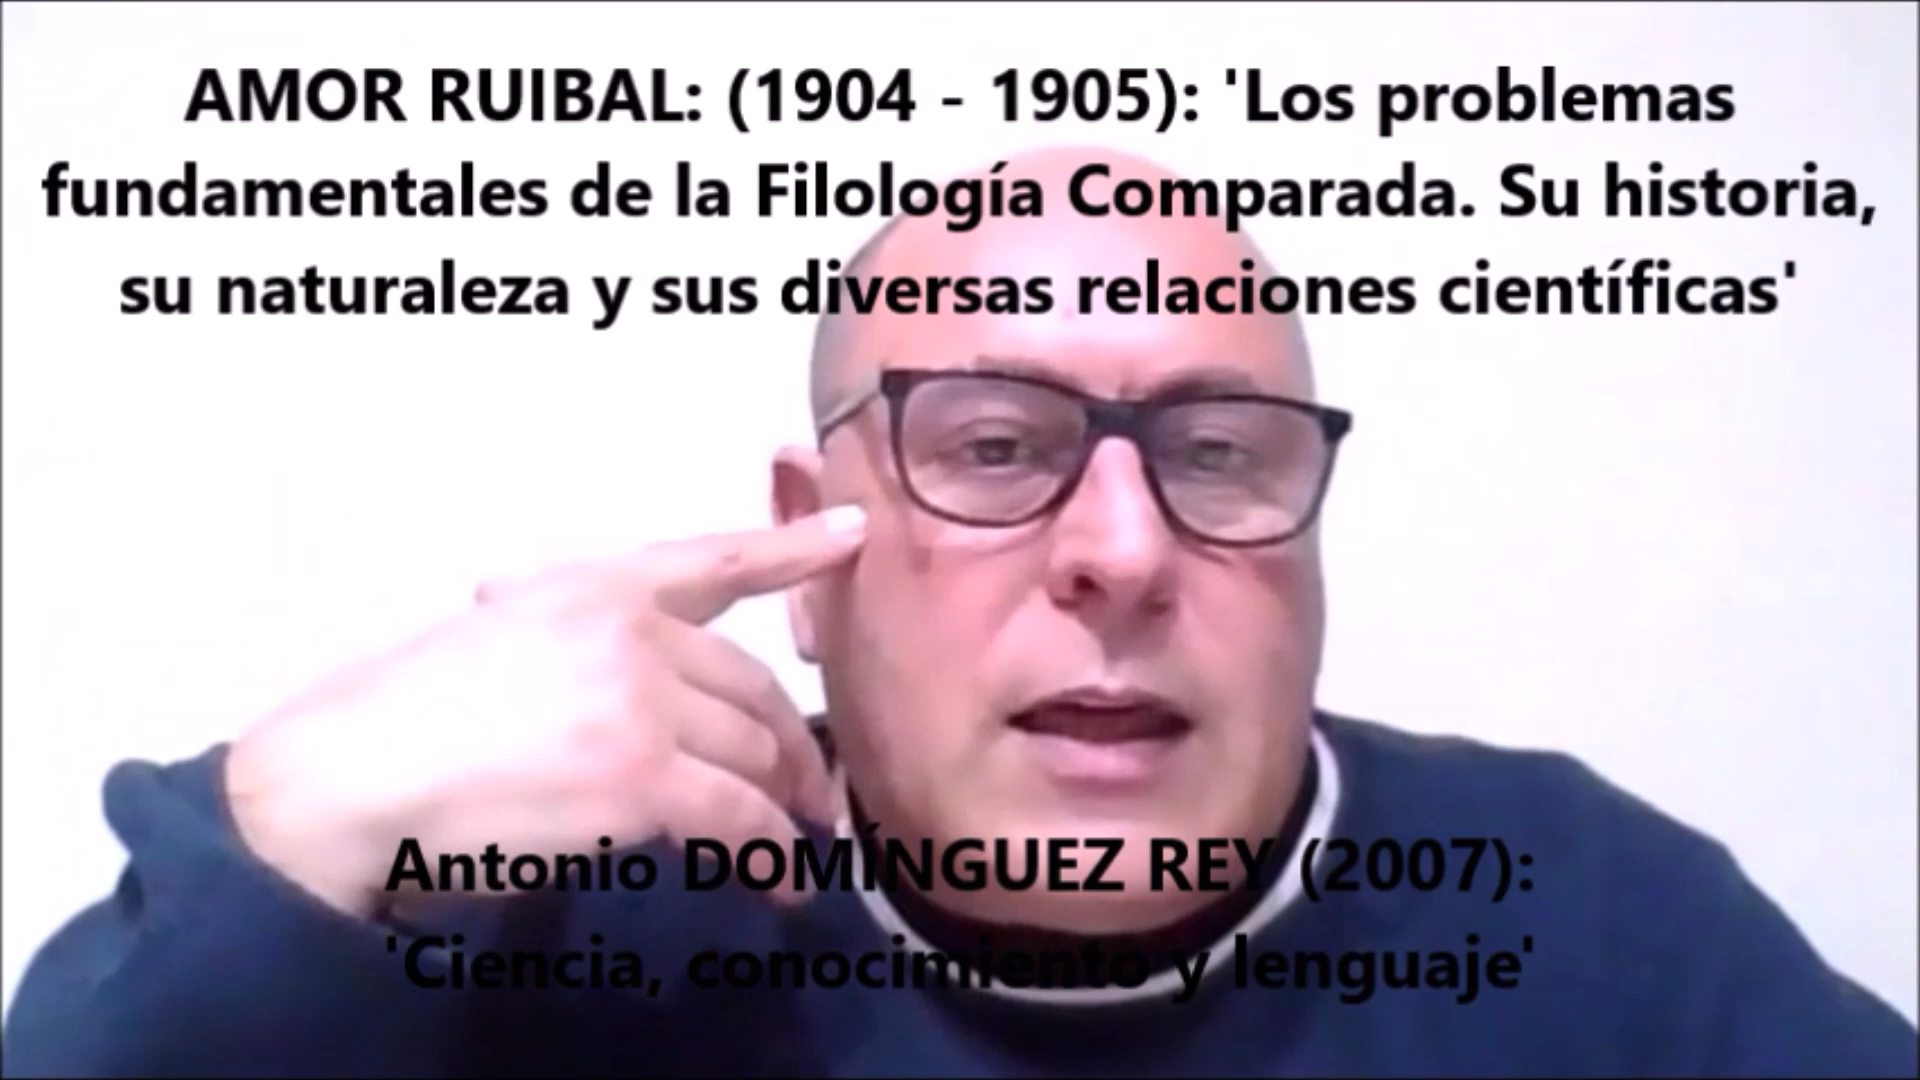 AMOR RUIBAL: (1904 - 1905): 'Los problemas
fundamentales de la Filología Comparada. Su historia,
su naturaleza y sus diversas relaciones científicas'
Antonio DOMÍNGUEZ REY (2007):
'Ciencia, conocimiento y lenguaje'